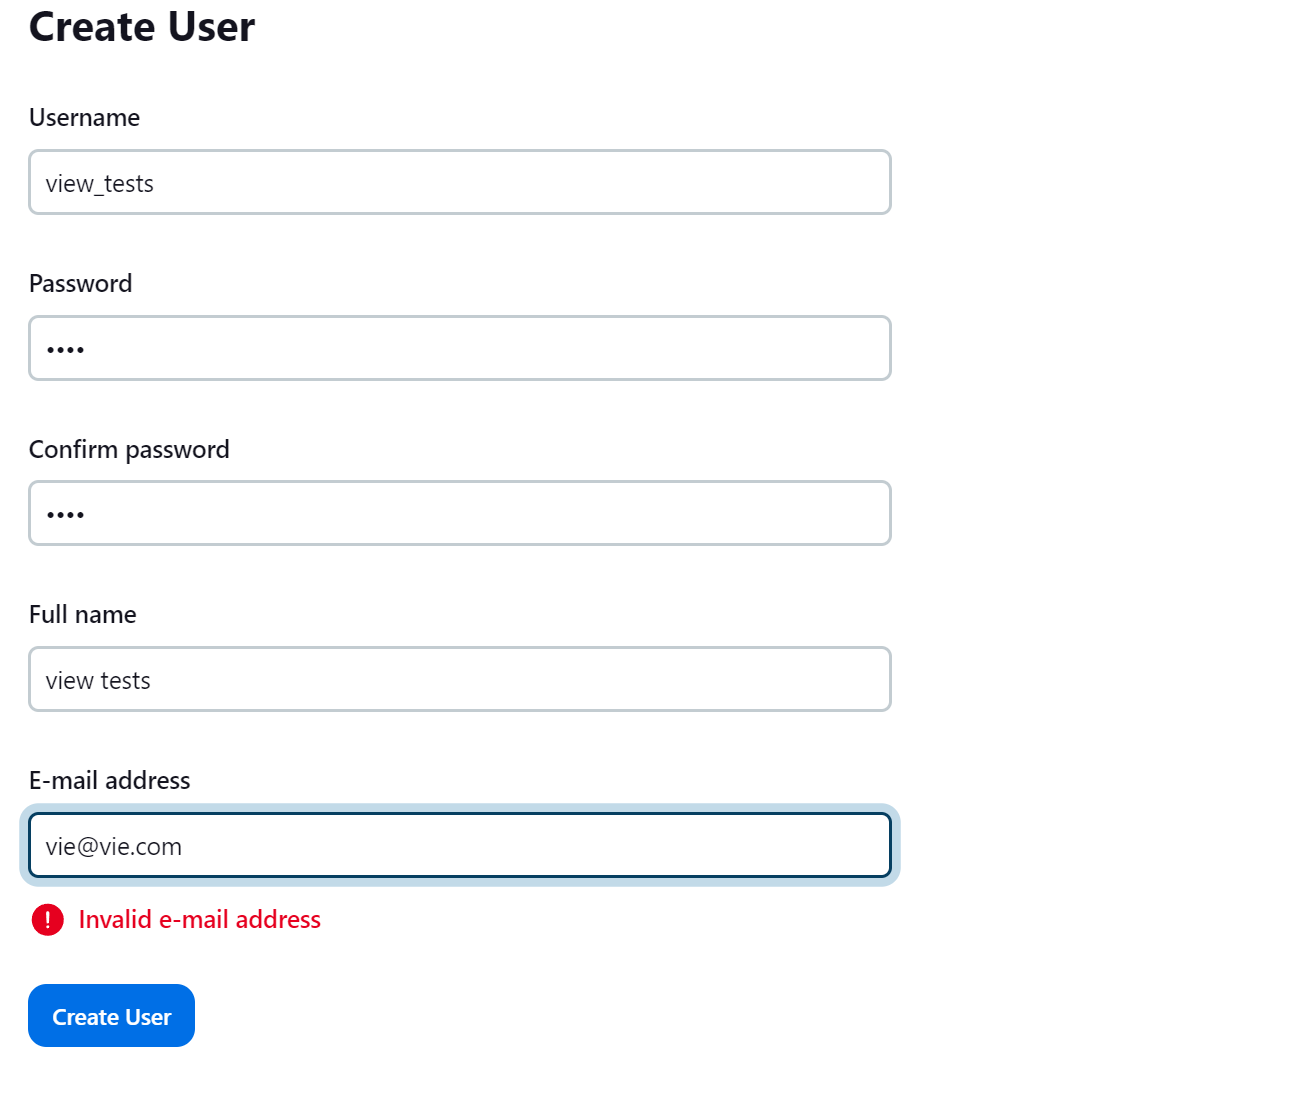 Create User
Username
view_tests
Password
••••
Confirm password
••••
Full name
view tests
E-mail address
vie@vie.com
! Invalid e-mail address
Create User